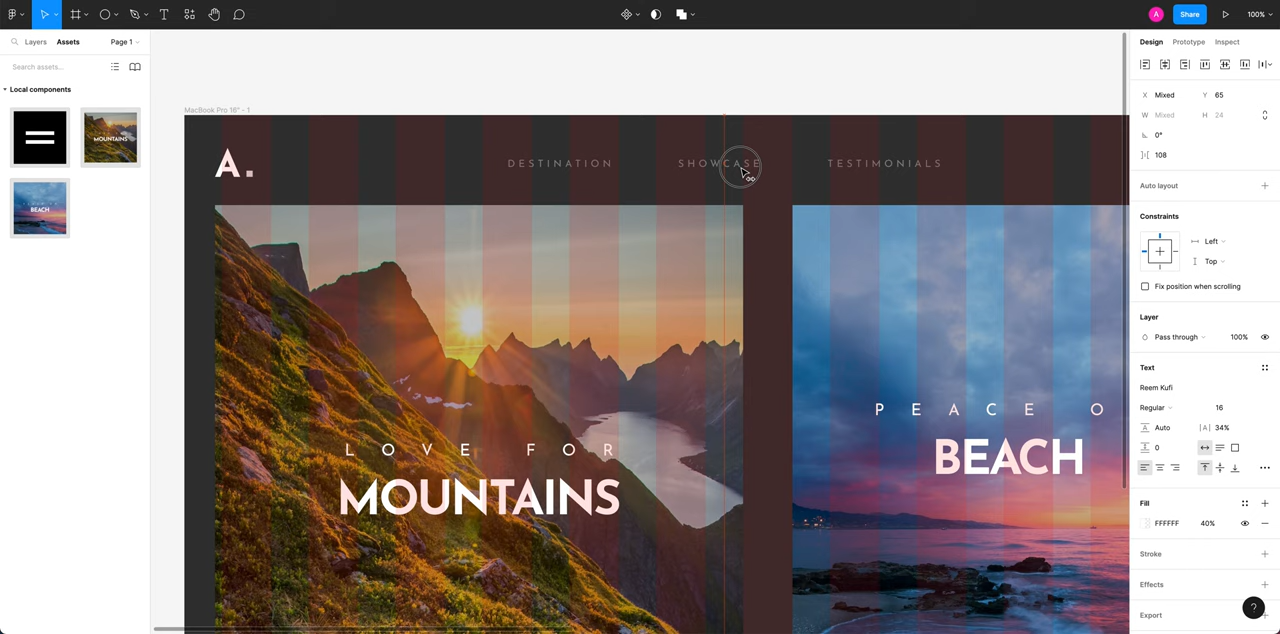 Share
100%
Layers
Assets
Page 1
Search assets...
Local components
MOUNTAINS
BEACH
MacBook Pro 16" - 1
A.
DESTINATION
SHOWCASE
TESTIMONIALS
LOVE FOR
MOUNTAINS
PEACE O
BEACH
A
Design
Prototype
Inspect
X Mixed
Y 65
W Mixed
H 24
0°
108
Auto layout
Constraints
Left
Top
Fix position when scrolling
Layer
Pass through
100%
Text
Reem Kufi
Regular
16
Auto
34%
0
Fill
FFFFFF
40%
Stroke
Effects
Export
?